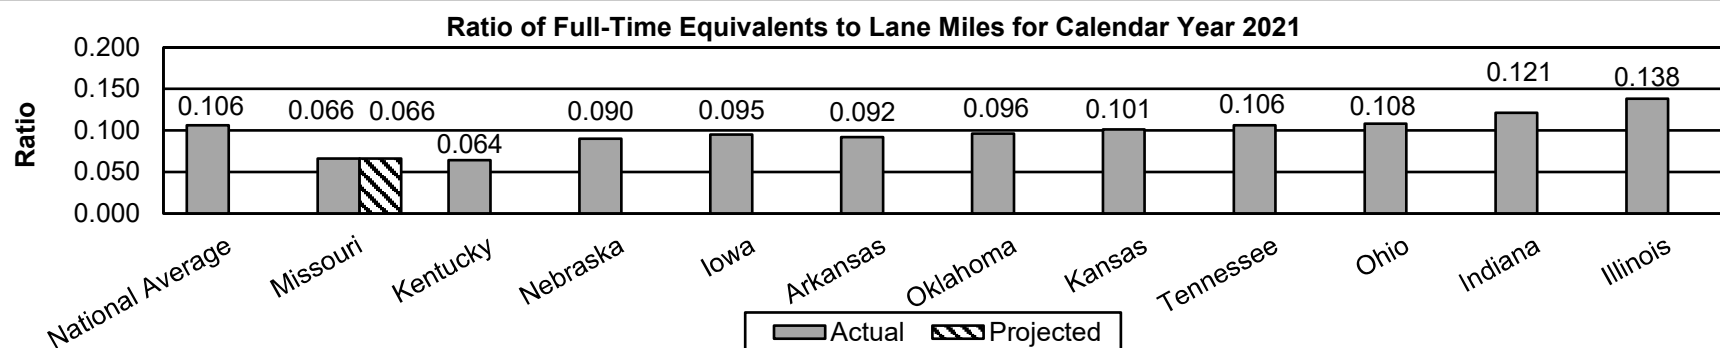 Ratio of Full-Time Equivalents to Lane Miles for Calendar Year 2021
Ratio
0.200
0.150
0.100
0.050
0.000
0.106
0.066
0.066
0.064
0.090
0.095
0.092
0.096
0.101
0.106
0.108
0.121
0.138
National Average
Missouri
Kentucky
Nebraska
Iowa
Arkansas
Oklahoma
Kansas
Tennessee
Ohio
Indiana
Illinois
Actual
Projected